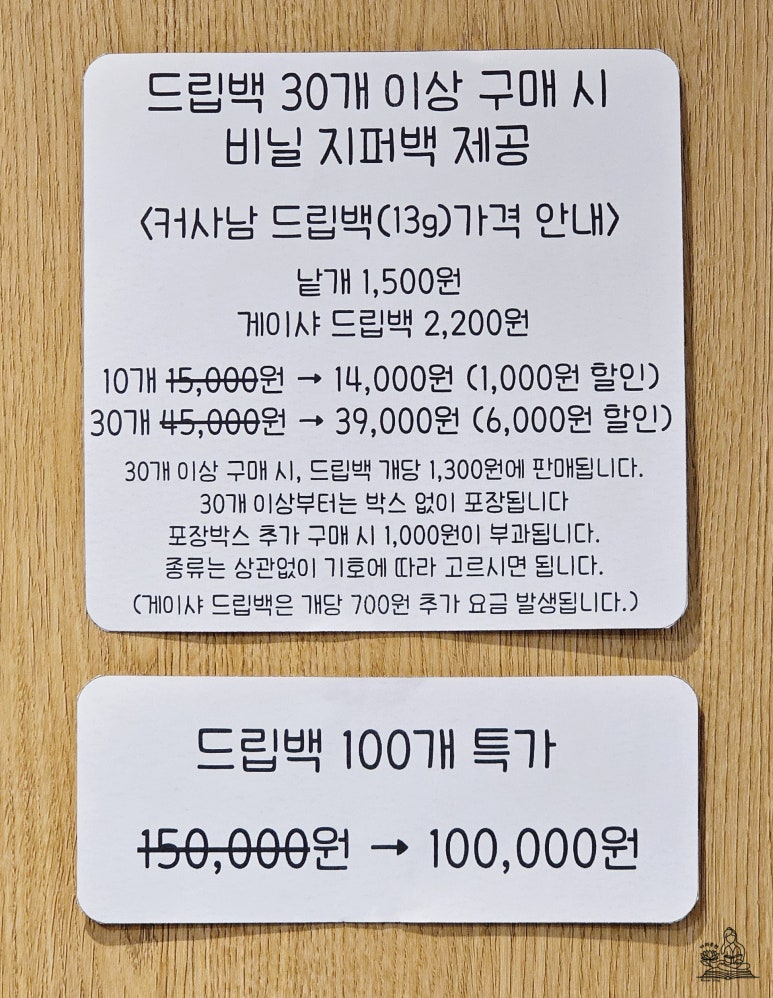 드립백 30개 이상 구매 시
비닐 지퍼백 제공
<커사남 드립백(13g)가격 안내>
낱개 1,500원
게이샤 드립백 2,200원
10개 15,000원 → 14,000원 (1,000원 할인)
30개 45,000원 → 39,000원 (6,000원 할인)
30개 이상 구매 시, 드립백 개당 1,300원에 판매됩니다.
30개 이상부터는 박스 없이 포장됩니다
포장박스 추가 구매 시 1,000원이 부과됩니다.
종류는 상관없이 기호에 따라 고르시면 됩니다.
(게이샤 드립백은 개당 700원 추가 요금 발생됩니다.)
드립백 100개 특가
150,000원 → 100,000원